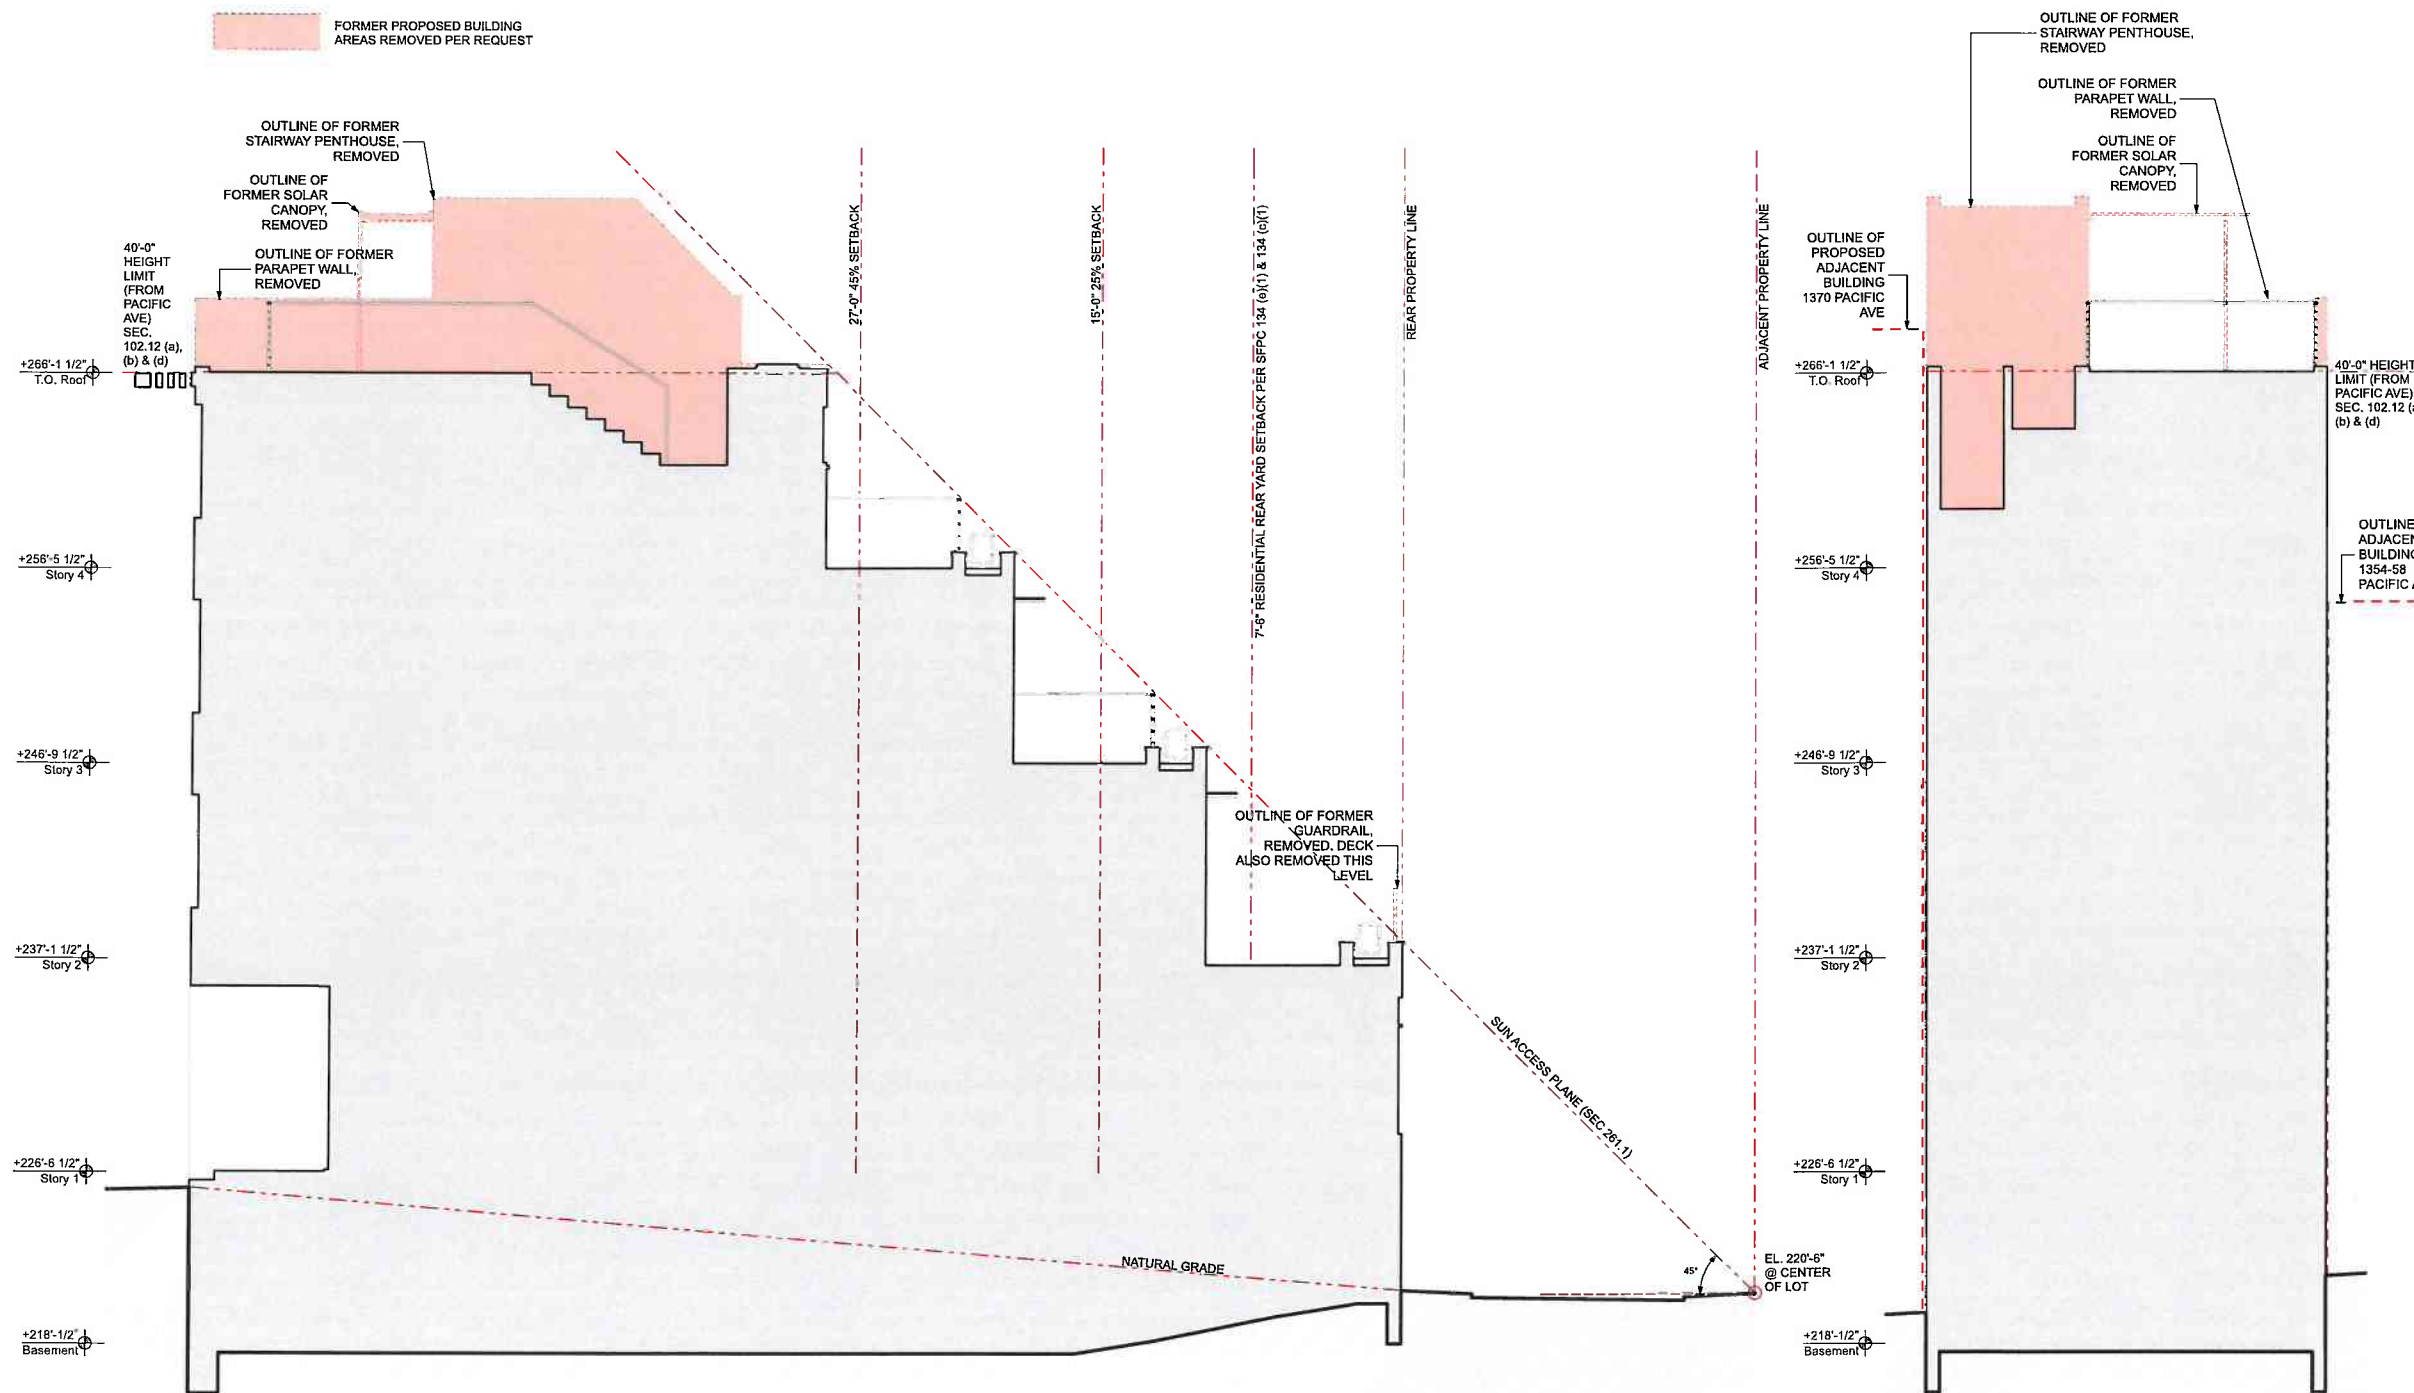 FORMER PROPOSED BUILDING
AREAS REMOVED PER REQUEST
OUTLINE OF FORMER
STAIRWAY PENTHOUSE,
REMOVED
OUTLINE OF
FORMER SOLAR
CANOPY,
REMOVED
OUTLINE OF FORMER
PARAPET WALL,
REMOVED
40'-0"
HEIGHT
LIMIT
(FROM
PACIFIC
AVE)
SEC.
102.12 (a),
(b) & (d)
+266'-1 1/2"
T.O. Roof
+256'-5 1/2"
Story 4
+246'-9 1/2"
Story 3
+237'-1 1/2"
Story 2
+226'-6 1/2"
Story 1
+218'-1/2"
Basement
27'-0" 45% SETBACK
15'-0" 25% SETBACK
7'-6" RESIDENTIAL REAR YARD SETBACK PER SFPC 134 (e)(1) & 134 (c)(1)
REAR PROPERTY LINE
ADJACENT PROPERTY LINE
OUTLINE OF FORMER
GUARDRAIL,
REMOVED. DECK
ALSO REMOVED THIS
LEVEL
SUN ACCESS PLANE (SEC 261.1)
NATURAL GRADE
45°
EL. 220'-6"
@ CENTER
OF LOT
OUTLINE OF FORMER
STAIRWAY PENTHOUSE,
REMOVED
OUTLINE OF FORMER
PARAPET WALL,
REMOVED
OUTLINE OF
FORMER SOLAR
CANOPY,
REMOVED
OUTLINE OF
PROPOSED
ADJACENT
BUILDING
1370 PACIFIC
AVE
+266'-1 1/2"
T.O. Roof
+256'-5 1/2"
Story 4
+246'-9 1/2"
Story 3
+237'-1 1/2"
Story 2
+226'-6 1/2"
Story 1
+218'-1/2"
Basement
40'-0" HEIGHT
LIMIT (FROM
PACIFIC AVE)
SEC. 102.12
(b) & (d)
OUTLINE
BUILDING
1354-58
PACIFIC